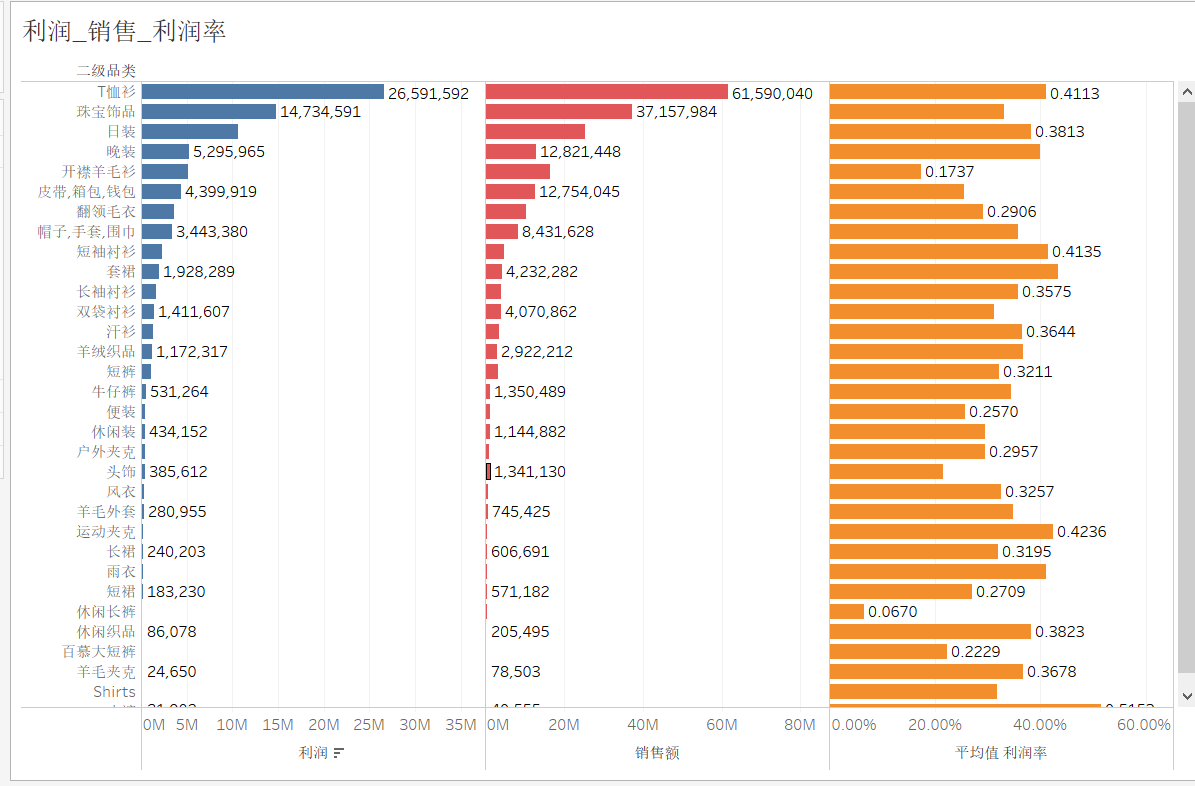 利润_销售_利润率
二级品类
T恤衫 26,591,592 61,590,040 0.4113
珠宝饰品 14,734,591 37,157,984
日装 0.3813
晚装 5,295,965 12,821,448
开襟羊毛衫 0.1737
皮带,箱包,钱包 4,399,919 12,754,045
翻领毛衣 0.2906
帽子,手套,围巾 3,443,380 8,431,628
短袖衬衫 0.4135
套裙 1,928,289 4,232,282
长袖衬衫 0.3575
双袋衬衫 1,411,607 4,070,862
汗衫 0.3644
羊绒织品 1,172,317 2,922,212
短裤 0.3211
牛仔裤 531,264 1,350,489
便装 0.2570
休闲装 434,152 1,144,882
户外夹克 0.2957
头饰 385,612 1,341,130
风衣 0.3257
羊毛外套 280,955 745,425
运动夹克 0.4236
长裙 240,203 606,691 0.3195
雨衣
短裙 183,230 571,182 0.2709
休闲长裤 0.0670
休闲织品 86,078 205,495 0.3823
百慕大短裤 0.2229
羊毛夹克 24,650 78,503 0.3678
Shirts
0M 5M 10M 15M 20M 25M 30M 35M 0M 20M 40M 60M 80M 0.00% 20.00% 40.00% 60.00%
利润 销售额 平均值 利润率